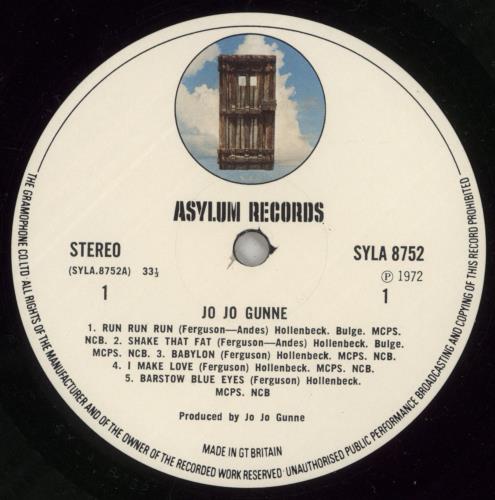 ASYLUM RECORDS
STEREO
(SYLA.8752A) 33⅓
1
SYLA 8752
Ⓟ 1972
1
JO JO GUNNE
1. RUN RUN RUN (Ferguson—Andes) Hollenbeck. Bulge. MCPS.
NCB. 2. SHAKE THAT FAT (Ferguson) Hollenbeck. Bulge.
MCPS. NCB. 3. BABYLON (Ferguson) Hollenbeck. MCPS. NCB.
4. I MAKE LOVE (Ferguson) Hollenbeck. MCPS. NCB.
5. BARSTOW BLUE EYES (Ferguson) Hollenbeck.
MCPS. NCB
Produced by Jo Jo Gunne
MADE IN GT BRITAIN
THE GRAMOPHONE CO. LTD ALL RIGHTS OF THE MANUFACTURER AND OF THE OWNER OF THE RECORDED WORK RESERVED · UNAUTHORISED PUBLIC PERFORMANCE BROADCASTING AND COPYING OF THIS RECORD PROHIBITED